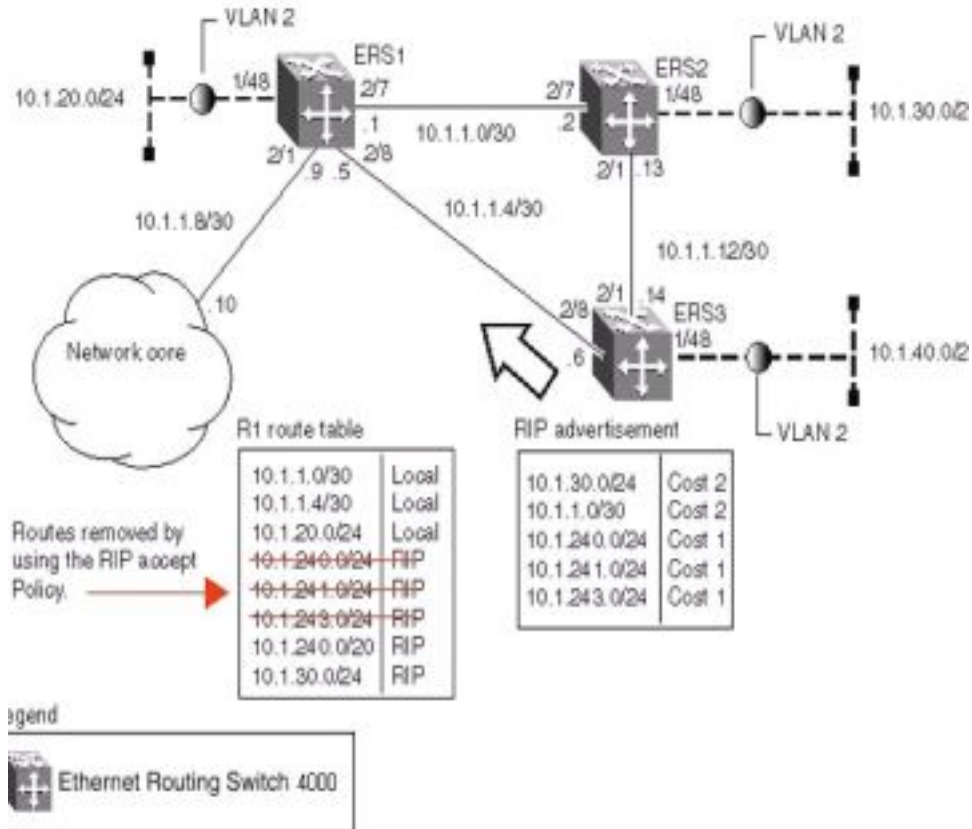 VLAN 2
VLAN 2
ERS1
ERS2
1/48
2/7
2/7
1/48
10.1.20.0/24
10.1.30.0/2
.1
10.1.1.0/30
.2
2/1
.9
.5
2/8
2/1
.13
10.1.1.8/30
10.1.1.4/30
10.1.1.12/30
.10
2/1
.14
2/8
ERS3
1/48
.6
10.1.40.0/2
Network core
VLAN 2
R1 route table
RIP advertisement
10.1.1.0/30 Local
10.1.1.4/30 Local
10.1.20.0/24 Local
10.1.240.0/24 RIP
10.1.241.0/24 RIP
10.1.243.0/24 RIP
10.1.240.0/20 RIP
10.1.30.0/24 RIP
10.1.30.0/24 Cost 2
10.1.1.0/30 Cost 2
10.1.240.0/24 Cost 1
10.1.241.0/24 Cost 1
10.1.243.0/24 Cost 1
Routes removed by
using the RIP accept
Policy.
egend
Ethernet Routing Switch 4000